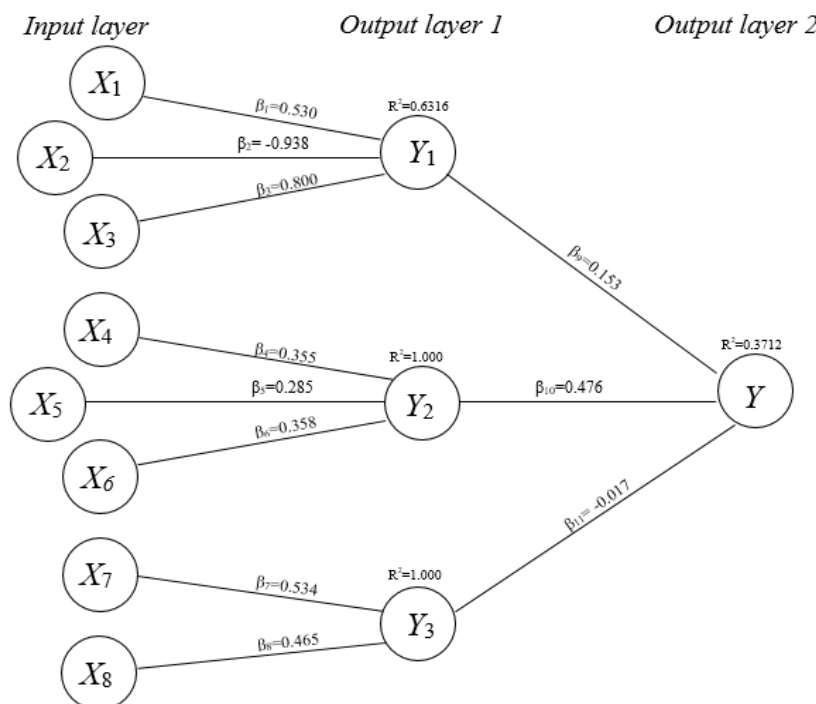 Input layer
Output layer 1
Output layer 2
X₁
β₁=0.530
R²=0.6316
X₂
β₂= -0.938
Y₁
X₃
β₃=0.800
β₉=0.153
X₄
β₄=0.355
R²=1.000
R²=0.3712
X₅
β₅=0.285
Y₂
β₁₀=0.476
Y
X₆
β₆=0.358
β₁₁= -0.017
X₇
β₇=0.534
R²=1.000
Y₃
X₈
β₈=0.465